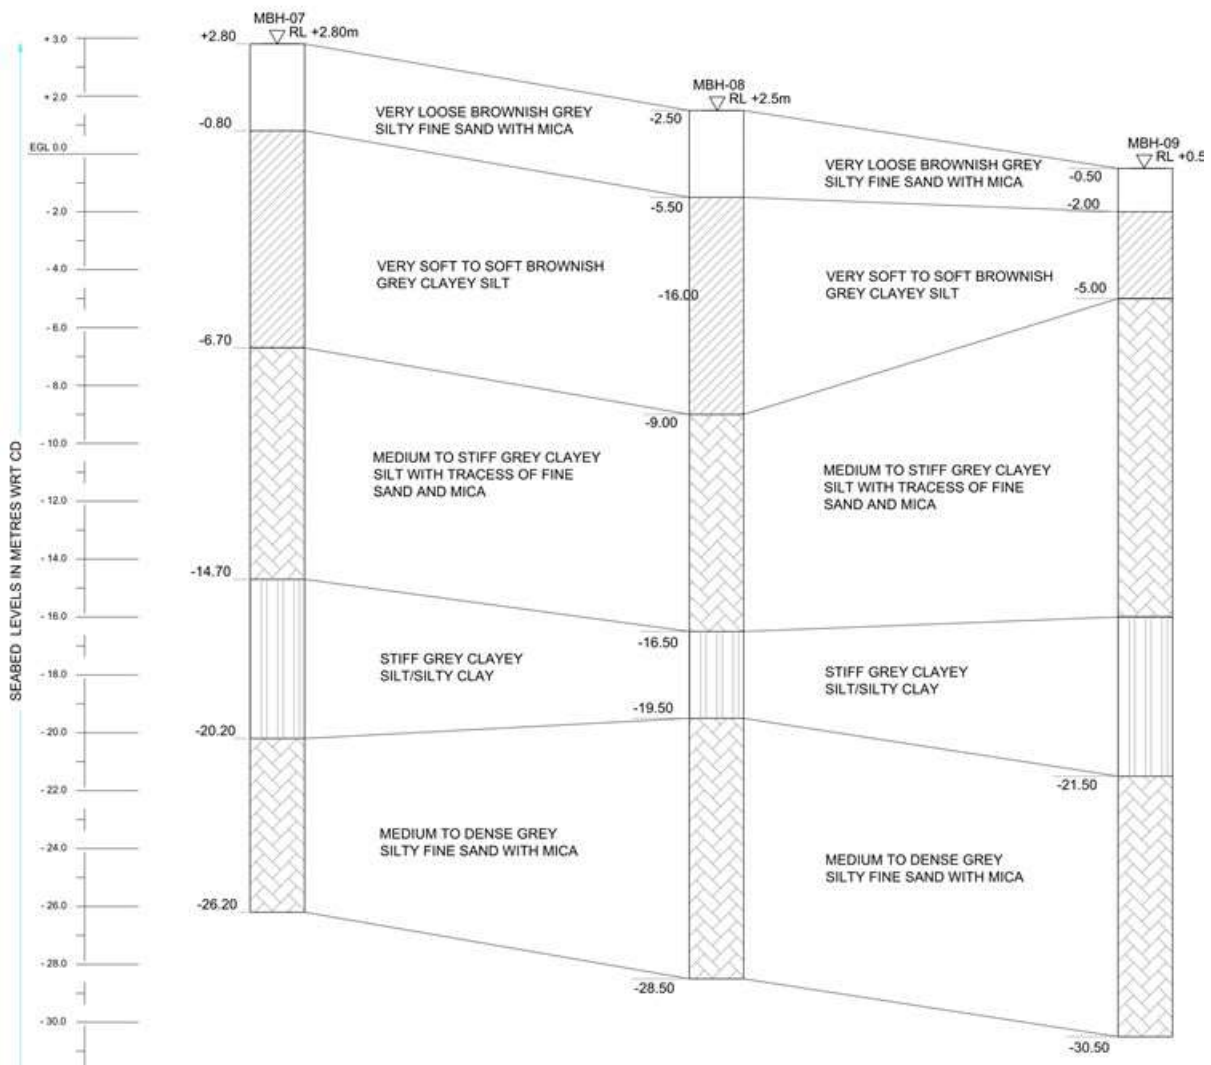 MBH-07
RL +2.80m
+2.80
+ 3.0
MBH-08
RL +2.5m
-2.50
+ 2.0
VERY LOOSE BROWNISH GREY
SILTY FINE SAND WITH MICA
-0.80
MBH-09
RL +0.5
-0.50
VERY LOOSE BROWNISH GREY
SILTY FINE SAND WITH MICA
EGL 0.0
-5.50
-2.00
- 2.0
VERY SOFT TO SOFT BROWNISH
GREY CLAYEY SILT
VERY SOFT TO SOFT BROWNISH
GREY CLAYEY SILT
- 4.0
-16.00
-5.00
- 6.0
-6.70
- 8.0
-9.00
- 10.0
MEDIUM TO STIFF GREY CLAYEY
SILT WITH TRACESS OF FINE
SAND AND MICA
MEDIUM TO STIFF GREY CLAYEY
SILT WITH TRACESS OF FINE
SAND AND MICA
SEABED LEVELS IN METRES WRT CD
- 12.0
- 14.0
-14.70
- 16.0
-16.50
STIFF GREY CLAYEY
SILT/SILTY CLAY
STIFF GREY CLAYEY
SILT/SILTY CLAY
- 18.0
-19.50
-20.20
- 20.0
-21.50
- 22.0
MEDIUM TO DENSE GREY
SILTY FINE SAND WITH MICA
MEDIUM TO DENSE GREY
SILTY FINE SAND WITH MICA
- 24.0
-26.20
- 26.0
- 28.0
-28.50
- 30.0
-30.50